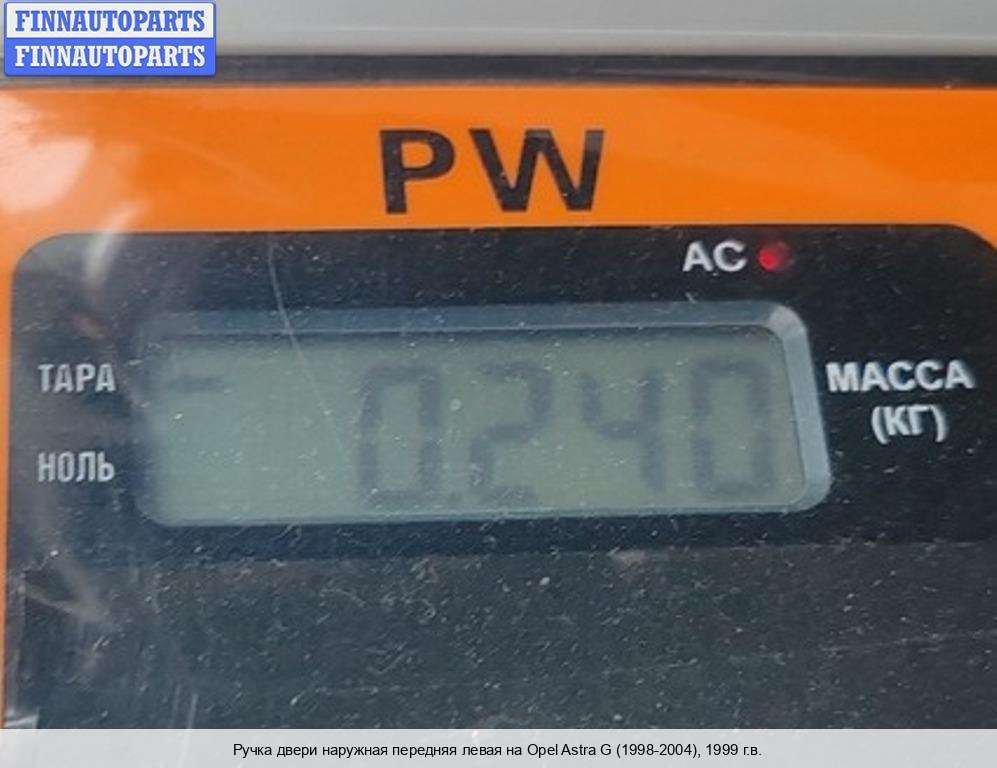 FINNAUTOPARTS
FINNAUTOPARTS
PW
AC
ТАРА
0.240
МАССА
(КГ)
НОЛЬ
Ручка двери наружная передняя левая на Opel Astra G (1998-2004), 1999 г.в.